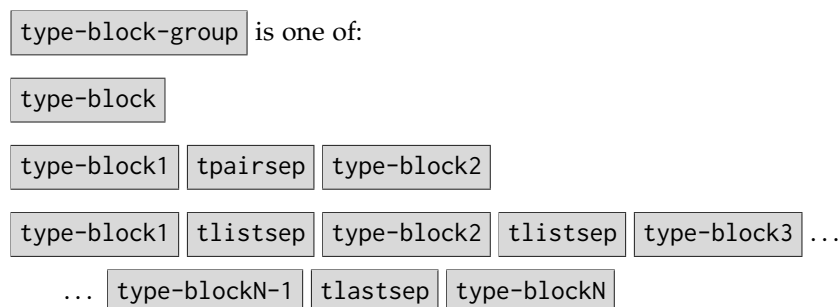 type-block-group is one of:
type-block
type-block1 tpairsep type-block2
type-block1 tlistsep type-block2 tlistsep type-block3 ...
... type-blockN-1 tlastsep type-blockN